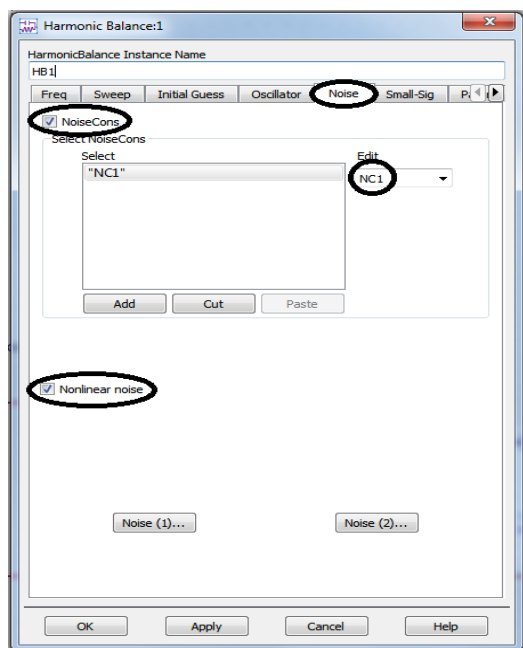 Harmonic Balance:1
HarmonicBalance Instance Name
HB1
Freq Sweep Initial Guess Oscillator Noise Small-Sig
NoiseCons
Select NoiseCons
Select Edit
"NC1" NC1
Add Cut Paste
Nonlinear noise
Noise (1)... Noise (2)...
OK Apply Cancel Help